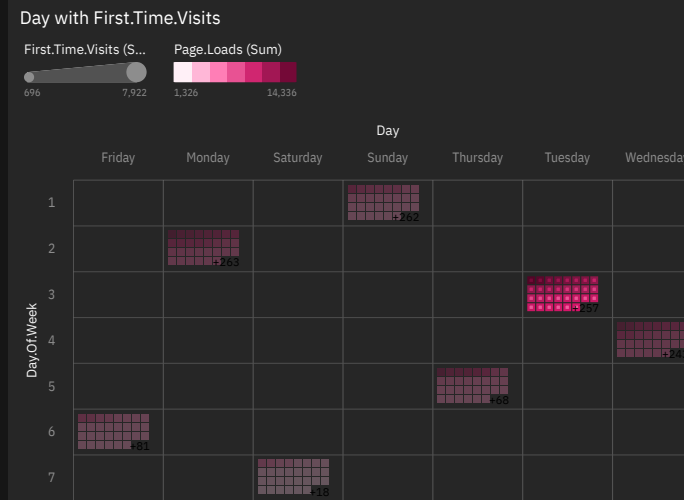 Day with First.Time.Visits
First.Time.Visits (S... Page.Loads (Sum)
696 7,922 1,326 14,336
Day
Friday Monday Saturday Sunday Thursday Tuesday Wednesda
Day.Of.Week
1 +262
2 +263
3 +257
4 +24
5 +68
6 +81
7 +18